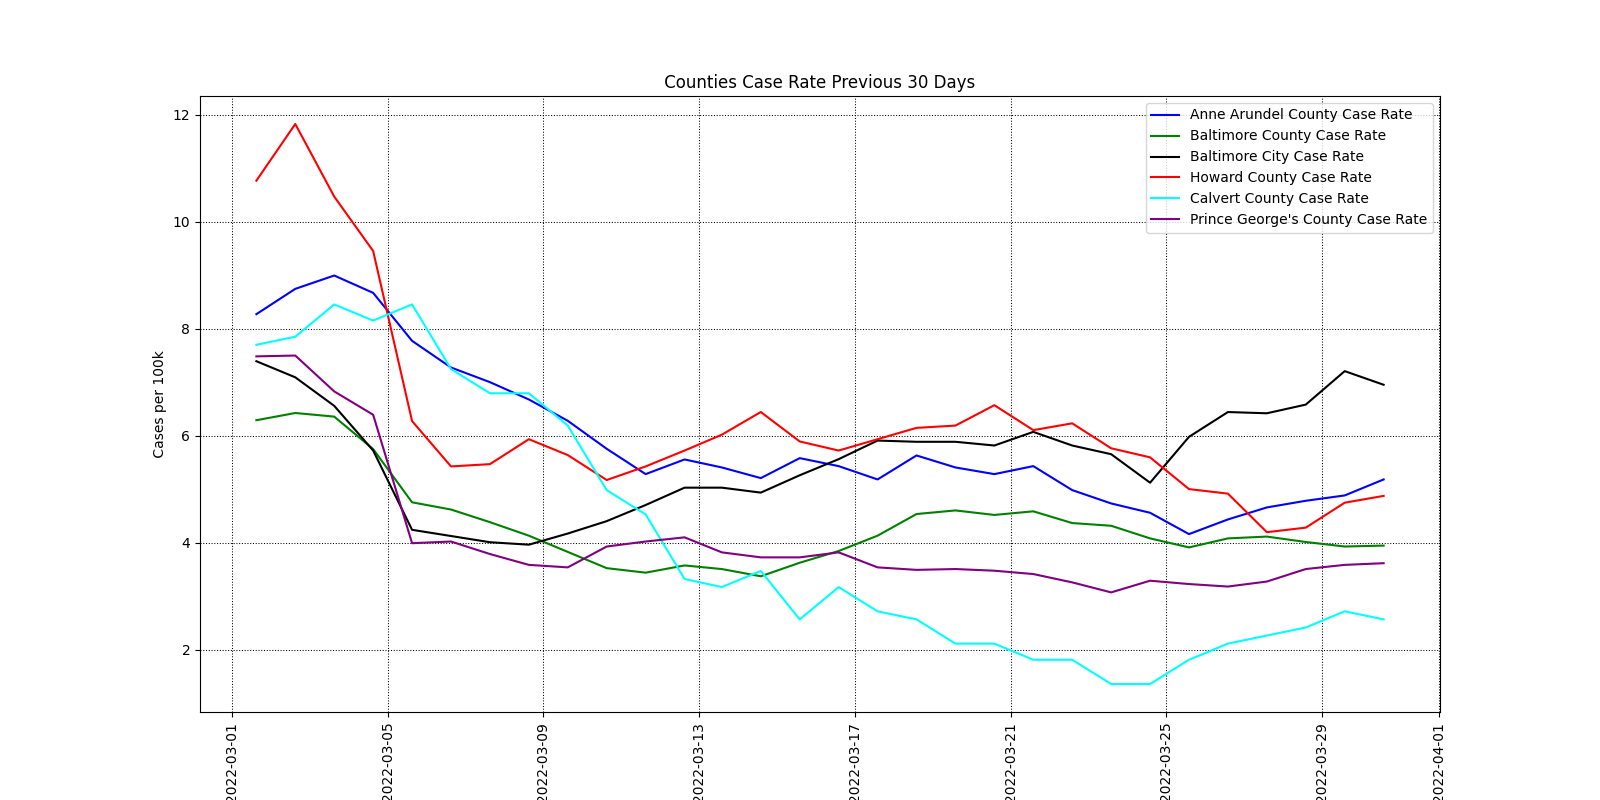 Counties Case Rate Previous 30 Days
Anne Arundel County Case Rate
Baltimore County Case Rate
Baltimore City Case Rate
Howard County Case Rate
Calvert County Case Rate
Prince George's County Case Rate
Cases per 100k
12
10
8
6
4
2
2022-03-01
2022-03-05
2022-03-09
2022-03-13
2022-03-17
2022-03-21
2022-03-25
2022-03-29
2022-04-01